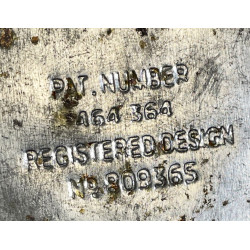 PAT. NUMBER
464 364
REGISTERED DESIGN
No. 809365